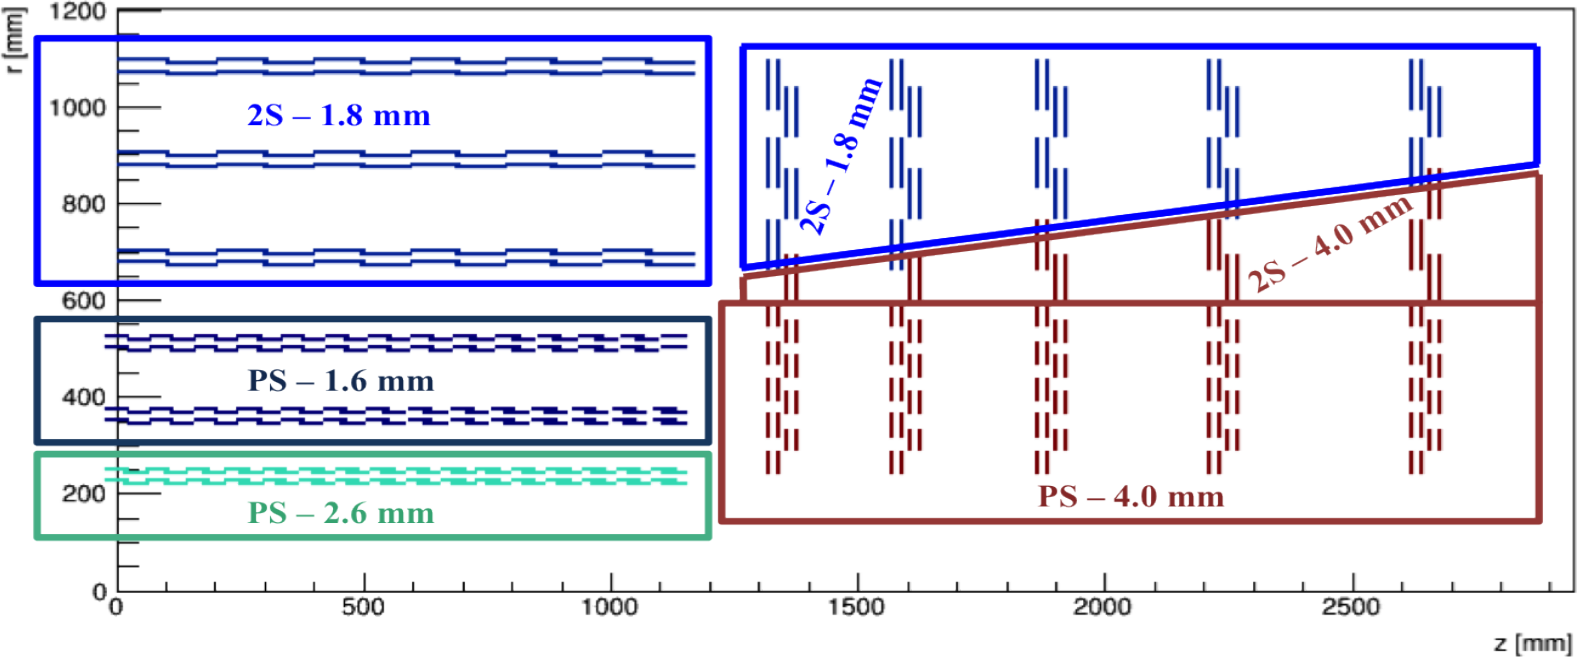 r [mm]
1200
1000
800
600
400
200
0
2S – 1.8 mm
PS – 1.6 mm
PS – 2.6 mm
2S – 1.8 mm
2S – 4.0 mm
PS – 4.0 mm
0
500
1000
1500
2000
2500
z [mm]